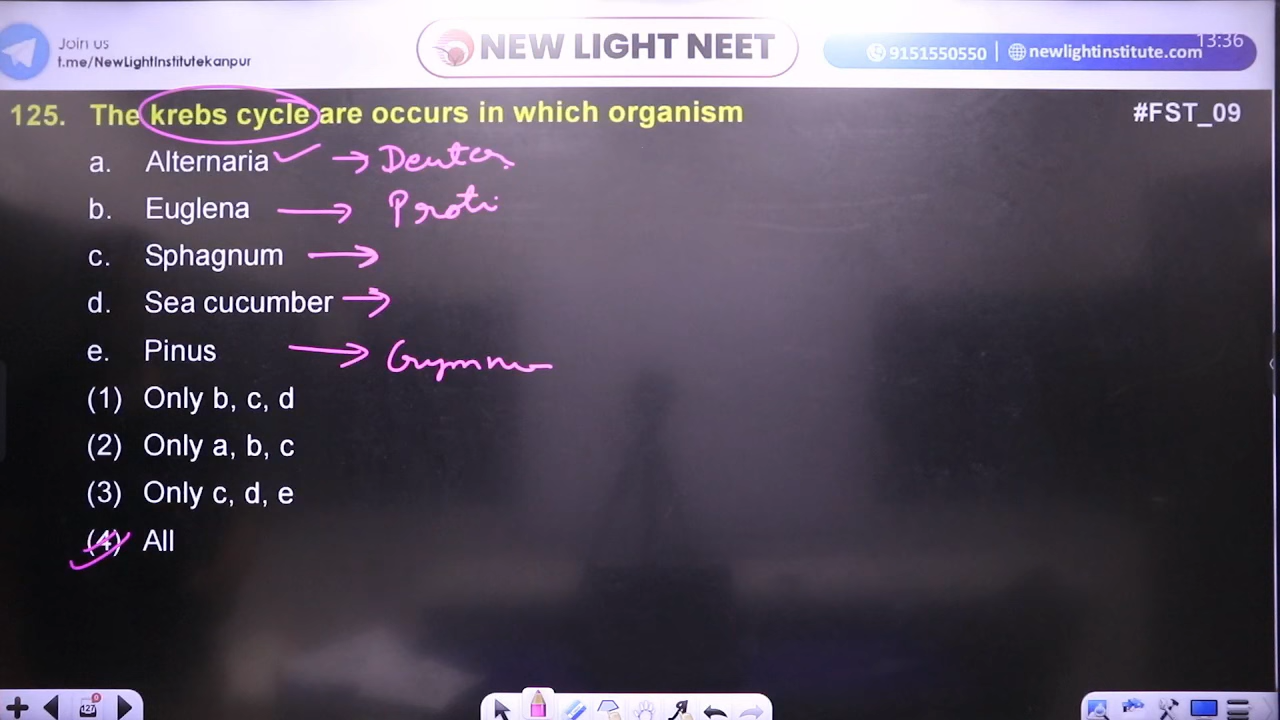 Join us
t.me/NewLightInstitutekanpur
NEW LIGHT NEET
9151550550 | newlightinstitute.com
13:36
125. The krebs cycle are occurs in which organism
#FST_09
a. Alternaria → Deutero
b. Euglena → Proti
c. Sphagnum →
d. Sea cucumber →
e. Pinus → Gymno
(1) Only b, c, d
(2) Only a, b, c
(3) Only c, d, e
(4) All
427